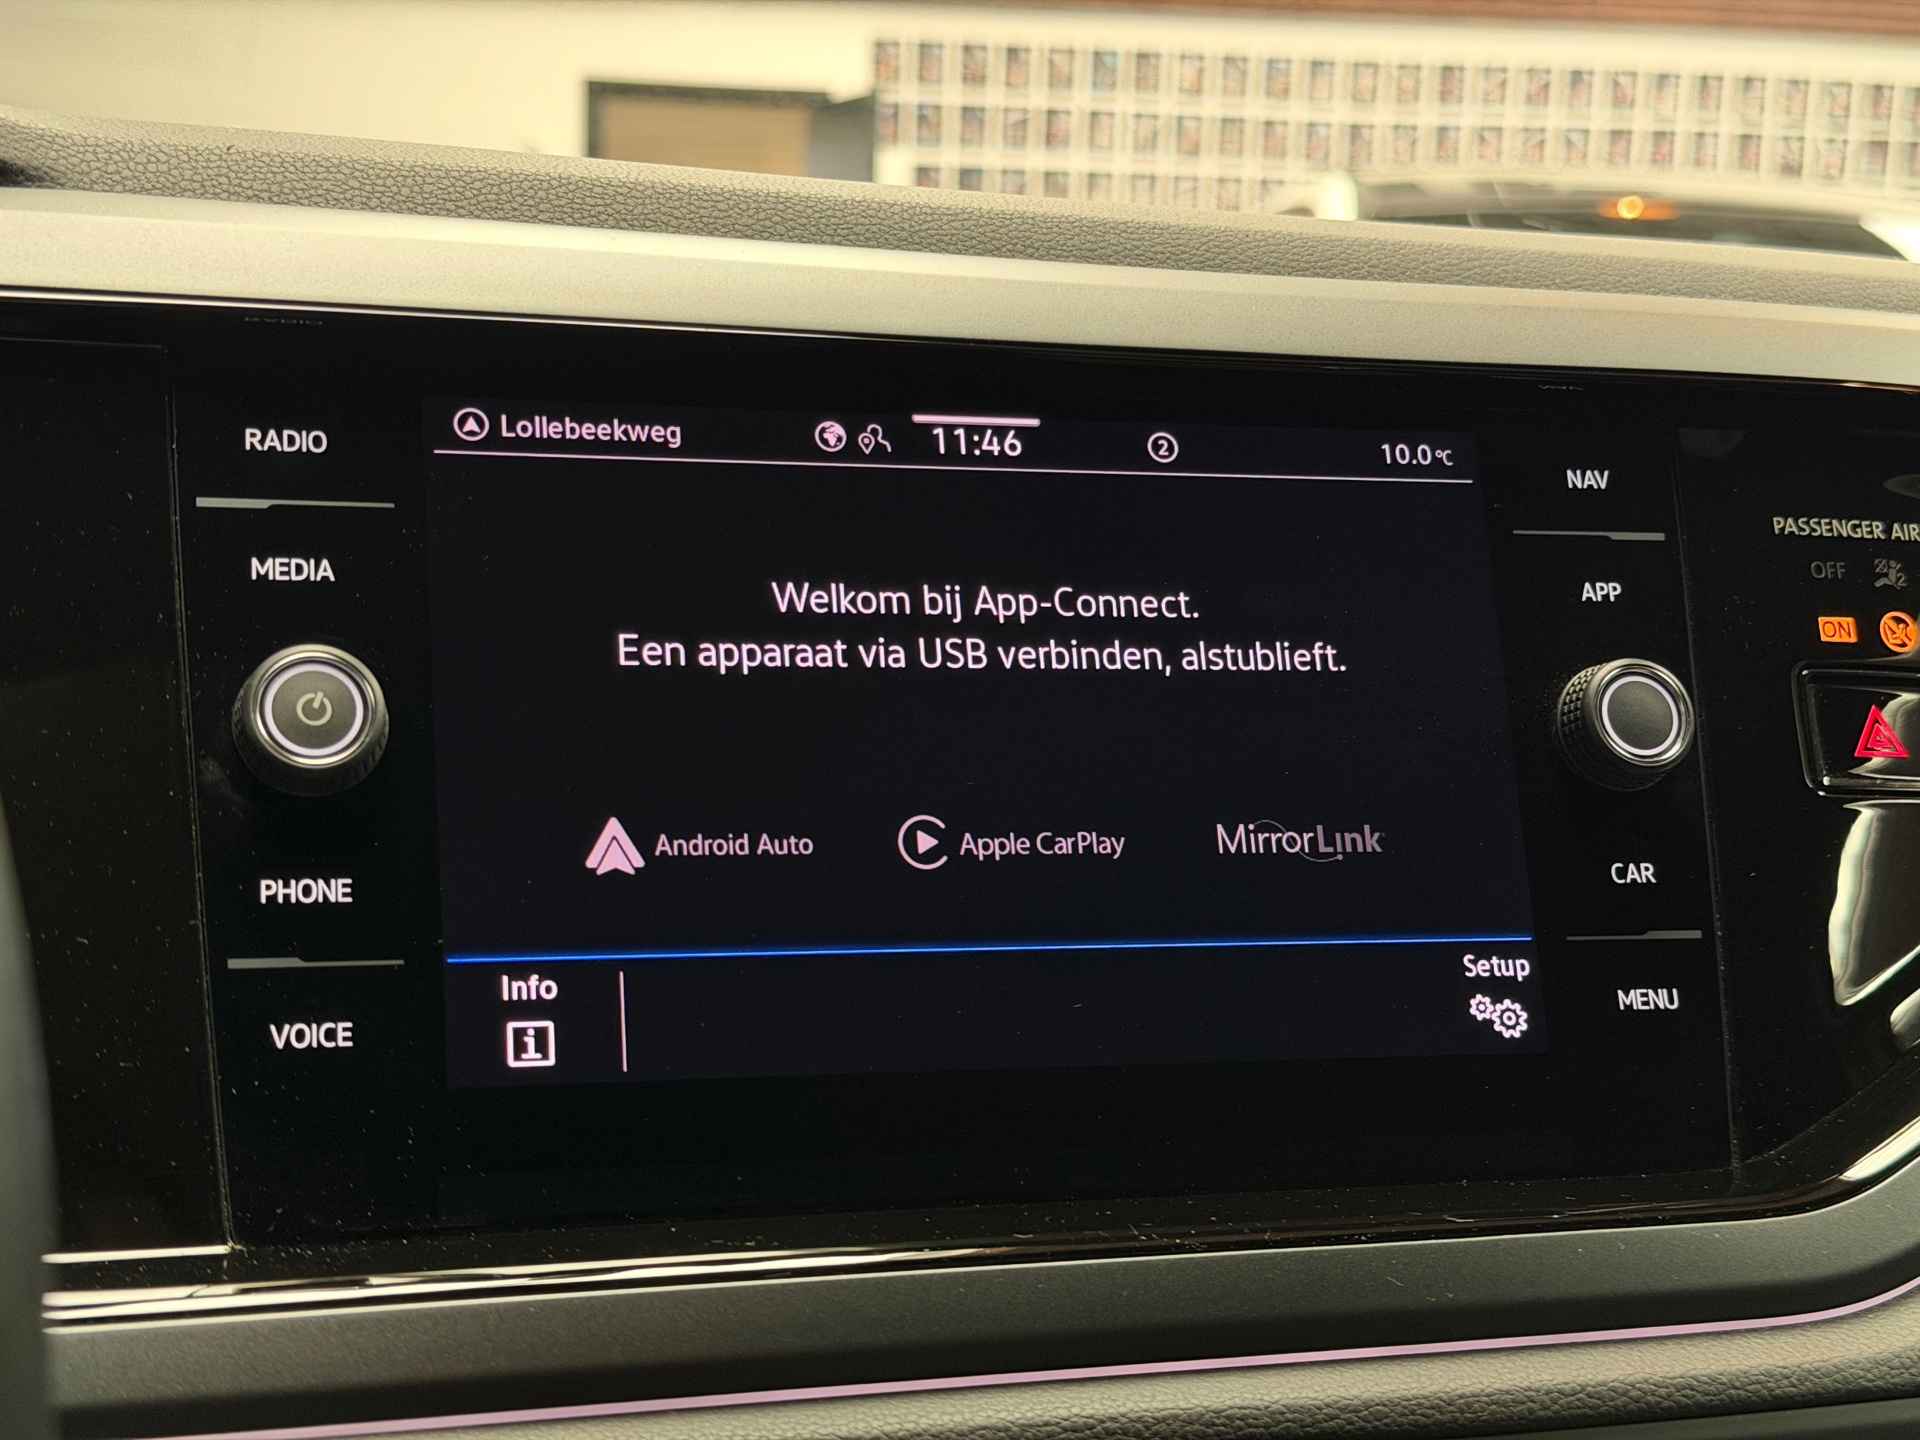 RADIO
MEDIA
PHONE
VOICE
Lollebeekweg
11:46
2
10.0°C
Welkom bij App-Connect.
Een apparaat via USB verbinden, alstublieft.
Android Auto
Apple CarPlay
MirrorLink
Info
Setup
NAV
APP
CAR
MENU
PASSENGER AIR
OFF
ON